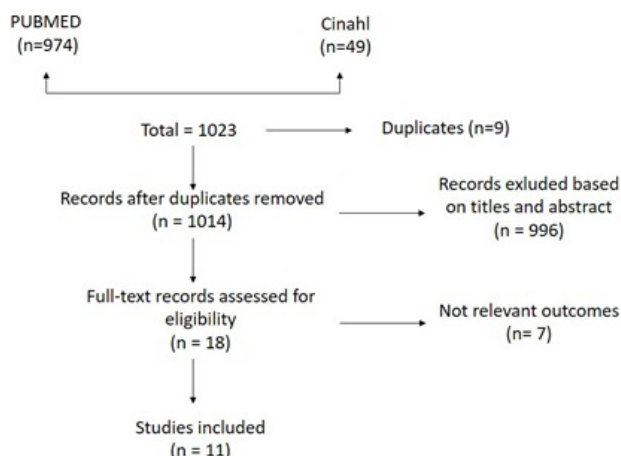 PUBMED
(n=974)
Cinahl
(n=49)
Total = 1023
Duplicates (n=9)
Records after duplicates removed
(n = 1014)
Records exluded based
on titles and abstract
(n = 996)
Full-text records assessed for
eligibility
(n = 18)
Not relevant outcomes
(n= 7)
Studies included
(n = 11)